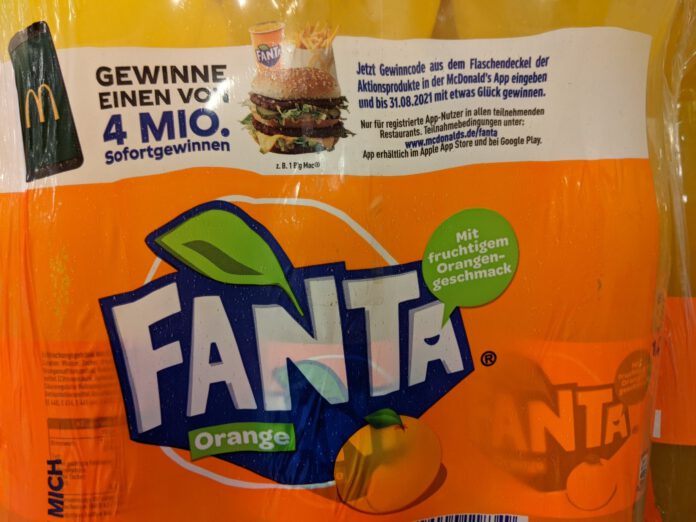 GEWINNE
EINEN VON
4 MIO.
Sofortgewinnen
FANTA
z. B. 1 Big Mac®
Jetzt Gewinncode aus dem Flaschendeckel der
Aktionsprodukte in der McDonald's App eingeben
und bis 31.08.2021 mit etwas Glück gewinnen.
Nur für registrierte App-Nutzer in allen teilnehmenden
Restaurants. Teilnahmebedingungen unter:
www.mcdonalds.de/fanta
App erhältlich im Apple App Store und bei Google Play.
Mit
fruchtigem
Orangen-
geschmack
FANTA
®
Orange
FANTA
MICH